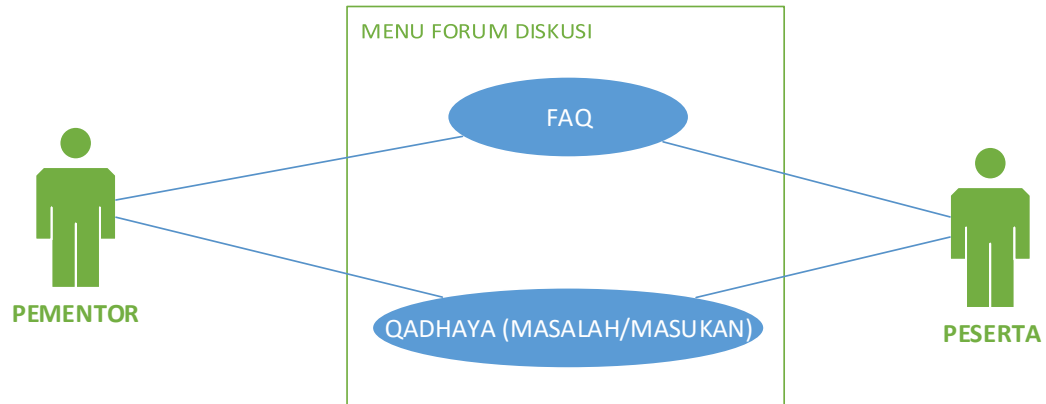 MENU FORUM DISKUSI
FAQ
PEMENTOR
QADHAYA (MASALAH/MASUKAN)
PESERTA